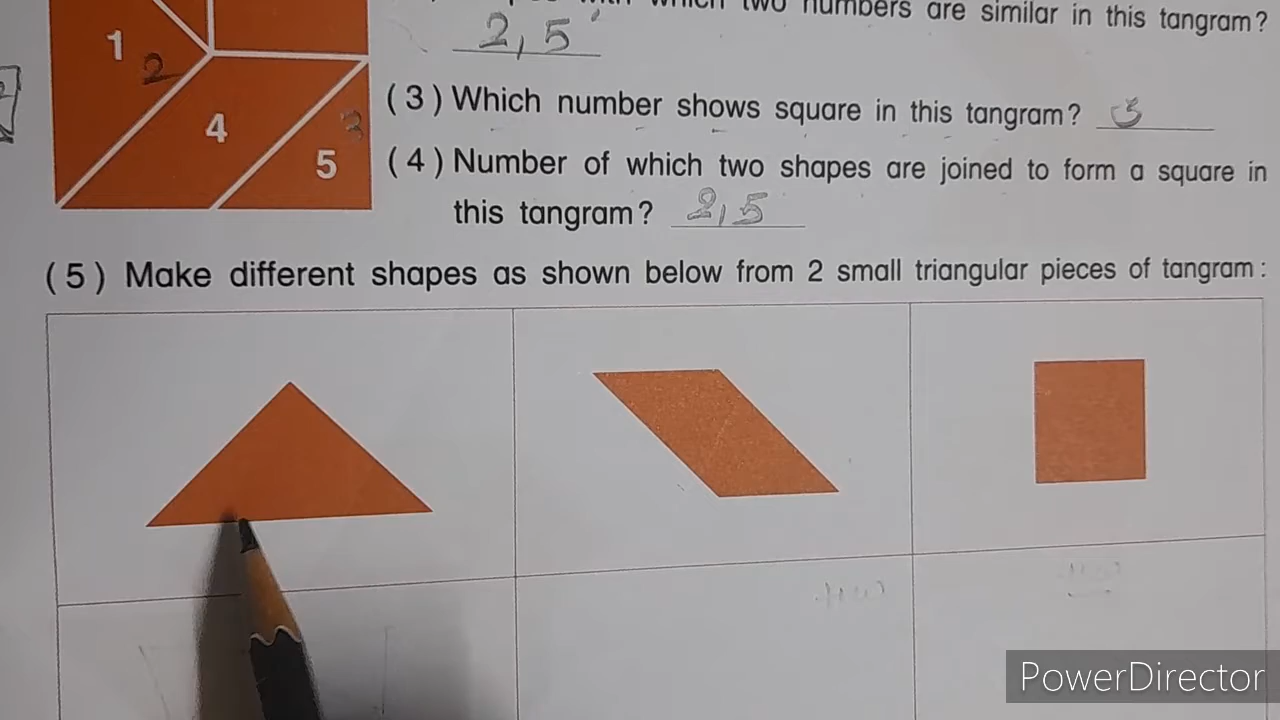 which two numbers are similar in this tangram?
2, 5
1
2
(3) Which number shows square in this tangram? 3
4
3
5
(4) Number of which two shapes are joined to form a square in
this tangram? 2, 5
(5) Make different shapes as shown below from 2 small triangular pieces of tangram:
PowerDirector